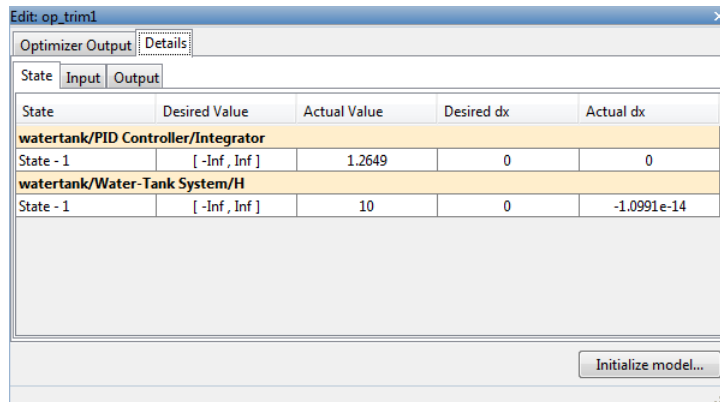 Edit: op_trim1
Optimizer Output Details
State Input Output
State Desired Value Actual Value Desired dx Actual dx
watertank/PID Controller/Integrator
State - 1 [ -Inf , Inf ] 1.2649 0 0
watertank/Water-Tank System/H
State - 1 [ -Inf , Inf ] 10 0 -1.0991e-14
Initialize model...